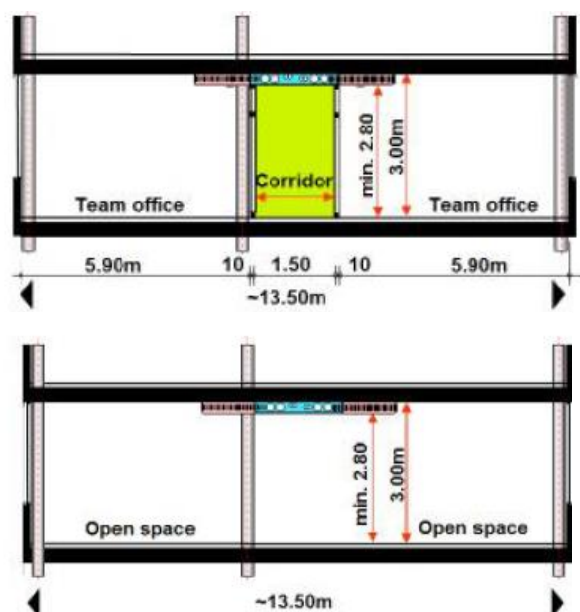 Corridor
min. 2.80
3.00m
Team office
Team office
5.90m
10
1.50
10
5.90m
~13.50m
min. 2.80
3.00m
Open space
Open space
~13.50m